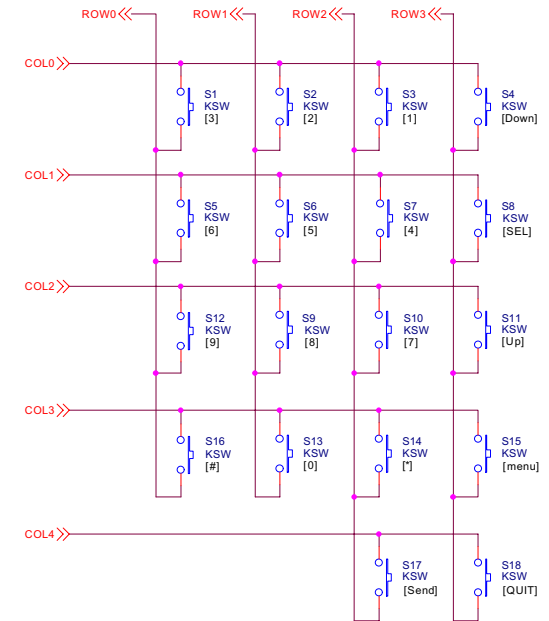 ROW0 ROW1 ROW2 ROW3
COL0
S1 S2 S3 S4
KSW KSW KSW KSW
[3] [2] [1] [Down]
COL1
S5 S6 S7 S8
KSW KSW KSW KSW
[6] [5] [4] [SEL]
COL2
S12 S9 S10 S11
KSW KSW KSW KSW
[9] [8] [7] [Up]
COL3
S16 S13 S14 S15
KSW KSW KSW KSW
[#] [0] [*] [menu]
COL4
S17 S18
KSW KSW
[Send] [QUIT]